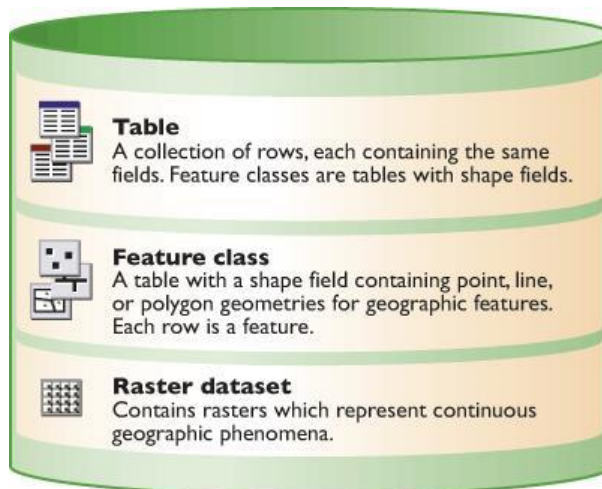 Table
A collection of rows, each containing the same
fields. Feature classes are tables with shape fields.
Feature class
A table with a shape field containing point, line,
or polygon geometries for geographic features.
Each row is a feature.
Raster dataset
Contains rasters which represent continuous
geographic phenomena.